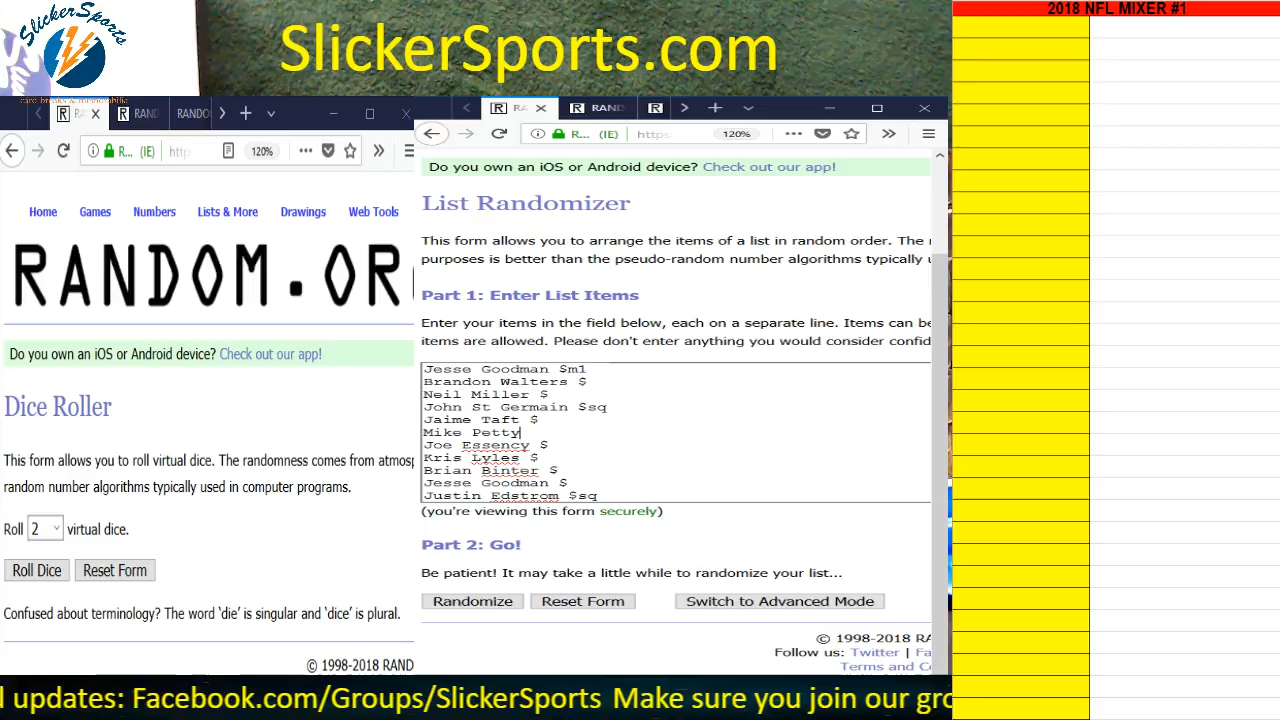 SlickerSports
card breaks & memorabilia
SlickerSports.com
2018 NFL MIXER #1
RAND
RANDO
R... (IE)
http:
120%
Home
Games
Numbers
Lists & More
Drawings
Web Tools
RANDOM.OR
Do you own an iOS or Android device? Check out our app!
Dice Roller
This form allows you to roll virtual dice. The randomness comes from atmosp
random number algorithms typically used in computer programs.
Roll 2 virtual dice.
Roll Dice
Reset Form
Confused about terminology? The word ‘die’ is singular and ‘dice’ is plural.
© 1998-2018 RAND
RA
RAND
R... (IE)
https
120%
Do you own an iOS or Android device? Check out our app!
List Randomizer
This form allows you to arrange the items of a list in random order. The
purposes is better than the pseudo-random number algorithms typically u
Part 1: Enter List Items
Enter your items in the field below, each on a separate line. Items can be
items are allowed. Please don't enter anything you would consider confid
Jesse Goodman $m1
Brandon Walters $
Neil Miller $
John St Germain $sq
Jaime Taft $
Mike Petty
Joe Essency $
Kris Lyles $
Brian Binter $
Jesse Goodman $
Justin Edstrom $sq
(you're viewing this form securely)
Part 2: Go!
Be patient! It may take a little while to randomize your list...
Randomize
Reset Form
Switch to Advanced Mode
© 1998-2018 RA
Follow us: Twitter | Fa
Terms and Co
d updates: Facebook.com/Groups/SlickerSports Make sure you join our gro